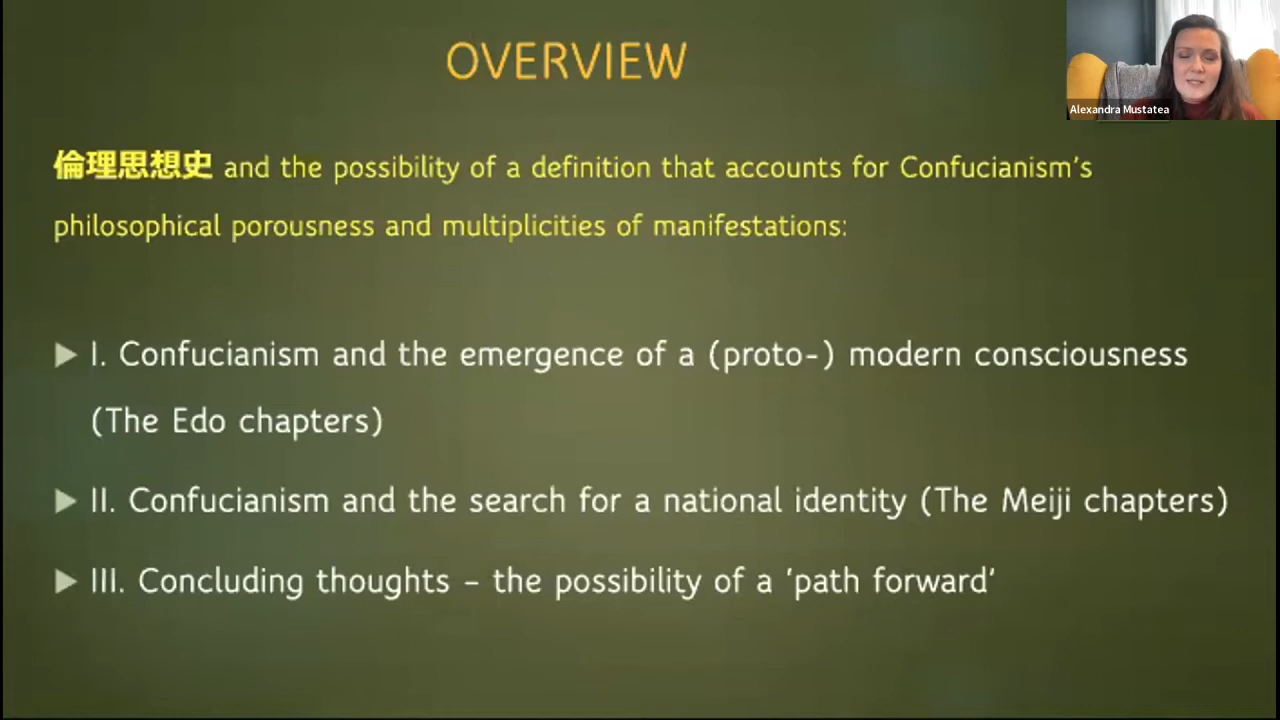 OVERVIEW
Alexandra Mustatea
倫理思想史 and the possibility of a definition that accounts for Confucianism's
philosophical porousness and multiplicities of manifestations:
I. Confucianism and the emergence of a (proto-) modern consciousness
(The Edo chapters)
II. Confucianism and the search for a national identity (The Meiji chapters)
III. Concluding thoughts – the possibility of a 'path forward'